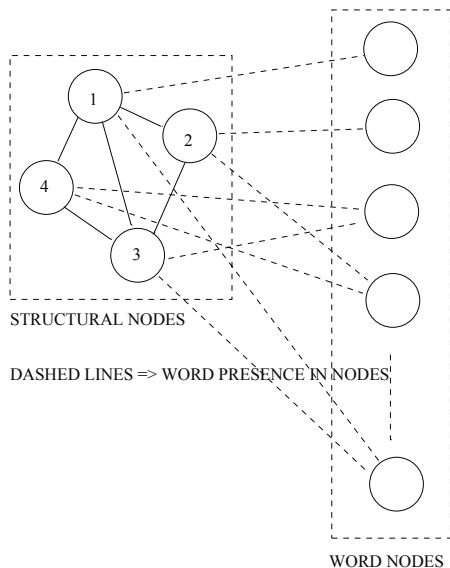 1
2
4
3
STRUCTURAL NODES
DASHED LINES => WORD PRESENCE IN NODES
WORD NODES